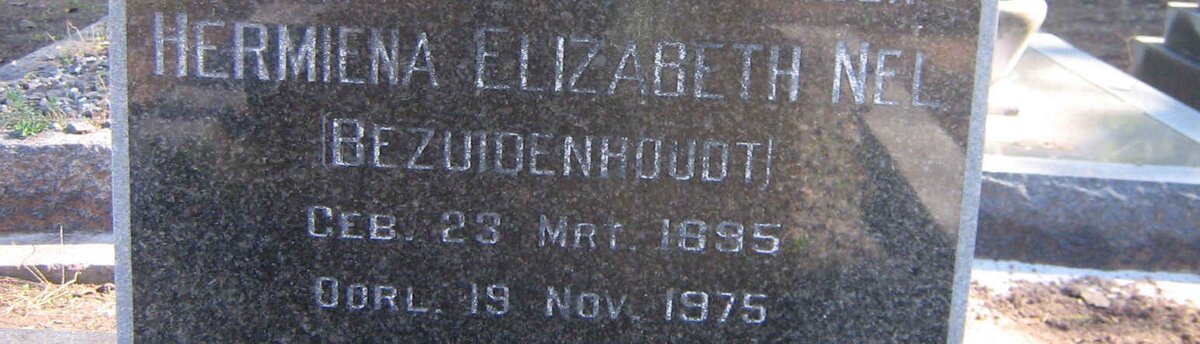 HERMIENA ELIZABETH NEL
(BEZUIDENHOUDT)
GEB. 23 MRT. 1895
OORL. 19 NOV. 1975